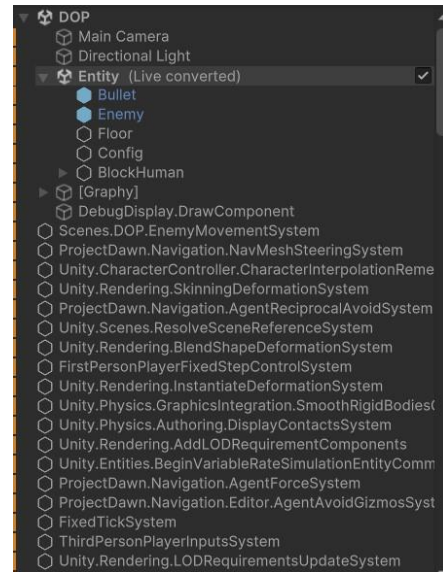 DOP
Main Camera
Directional Light
Entity (Live converted)
Bullet
Enemy
Floor
Config
BlockHuman
[Graphy]
DebugDisplay.DrawComponent
Scenes.DOP.EnemyMovementSystem
ProjectDawn.Navigation.NavMeshSteeringSystem
Unity.CharacterController.CharacterInterpolationReme
Unity.Rendering.SkinningDeformationSystem
ProjectDawn.Navigation.AgentReciprocalAvoidSystem
Unity.Scenes.ResolveSceneReferenceSystem
Unity.Rendering.BlendShapeDeformationSystem
FirstPersonPlayerFixedStepControlSystem
Unity.Rendering.InstantiateDeformationSystem
Unity.Physics.GraphicsIntegration.SmoothRigidBodies
Unity.Physics.Authoring.DisplayContactsSystem
Unity.Rendering.AddLODRequirementComponents
Unity.Entities.BeginVariableRateSimulationEntityComm
ProjectDawn.Navigation.AgentForceSystem
ProjectDawn.Navigation.Editor.AgentAvoidGizmosSyst
FixedTickSystem
ThirdPersonPlayerInputsSystem
Unity.Rendering.LODRequirementsUpdateSystem